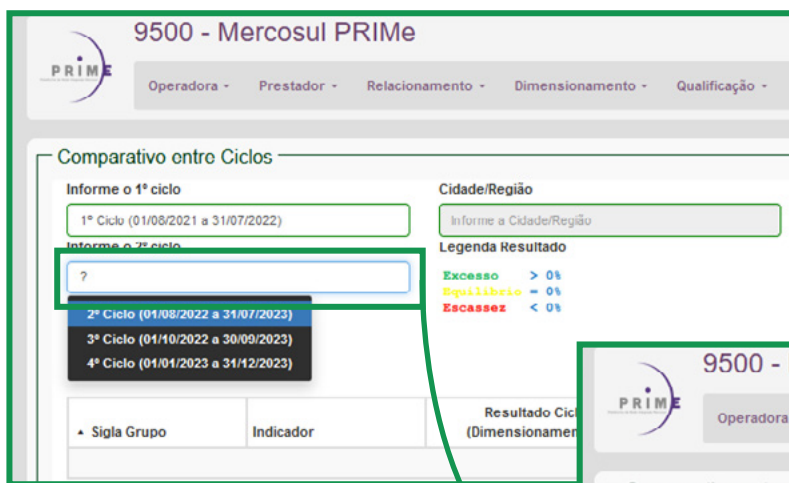 9500 - Mercosul PRIMe
PRIME
Operadora Prestador Relacionamento Dimensionamento Qualificação
Comparativo entre Ciclos
Informe o 1º ciclo
1º Ciclo (01/08/2021 a 31/07/2022)
Cidade/Região
Informe a Cidade/Região
Informe o 2º ciclo
?
2º Ciclo (01/08/2022 a 31/07/2023)
3º Ciclo (01/10/2022 a 30/09/2023)
4º Ciclo (01/01/2023 a 31/12/2023)
Legenda Resultado
Excesso > 0%
Equilibrio = 0%
Escassez < 0%
Sigla Grupo
Indicador
Resultado Cicl
(Dimensionamen
9500 -
PRIME
Operadora